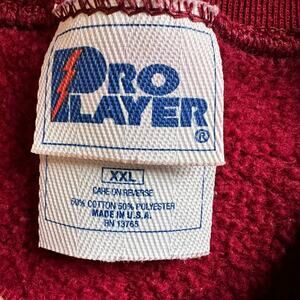 PRO
PLAYER®
XXL
CARE ON REVERSE
50% COTTON 50% POLYESTER
MADE IN U.S.A.
RN 13765